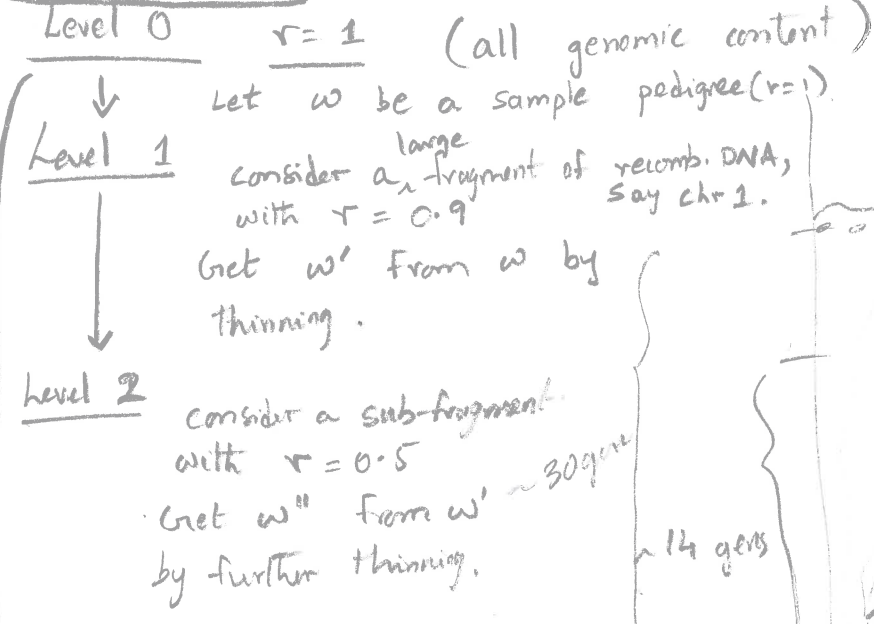 Level 0 r = 1 (all genomic content)
Let ω be a sample pedigree (r=1).
Level 1
consider a large fragment of recomb. DNA,
say chr 1.
with r = 0.9
Get ω' from ω by
thinning.
Level 2
consider a sub-fragment
with r = 0.5
~30 gens
Get ω" from ω'
by further thinning.
~ 14 gens